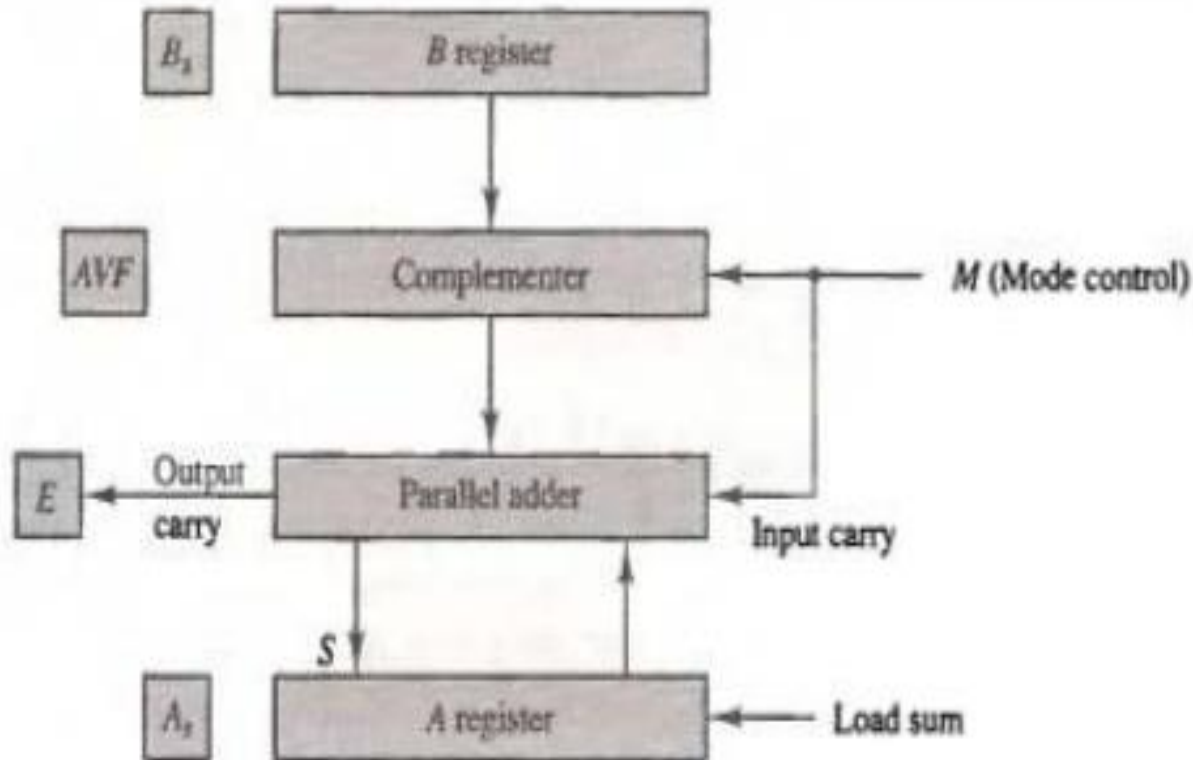 Bₛ
B register
AVF
Complementer
M (Mode control)
E
Output
carry
Parallel adder
Input carry
S
Aₛ
A register
Load sum